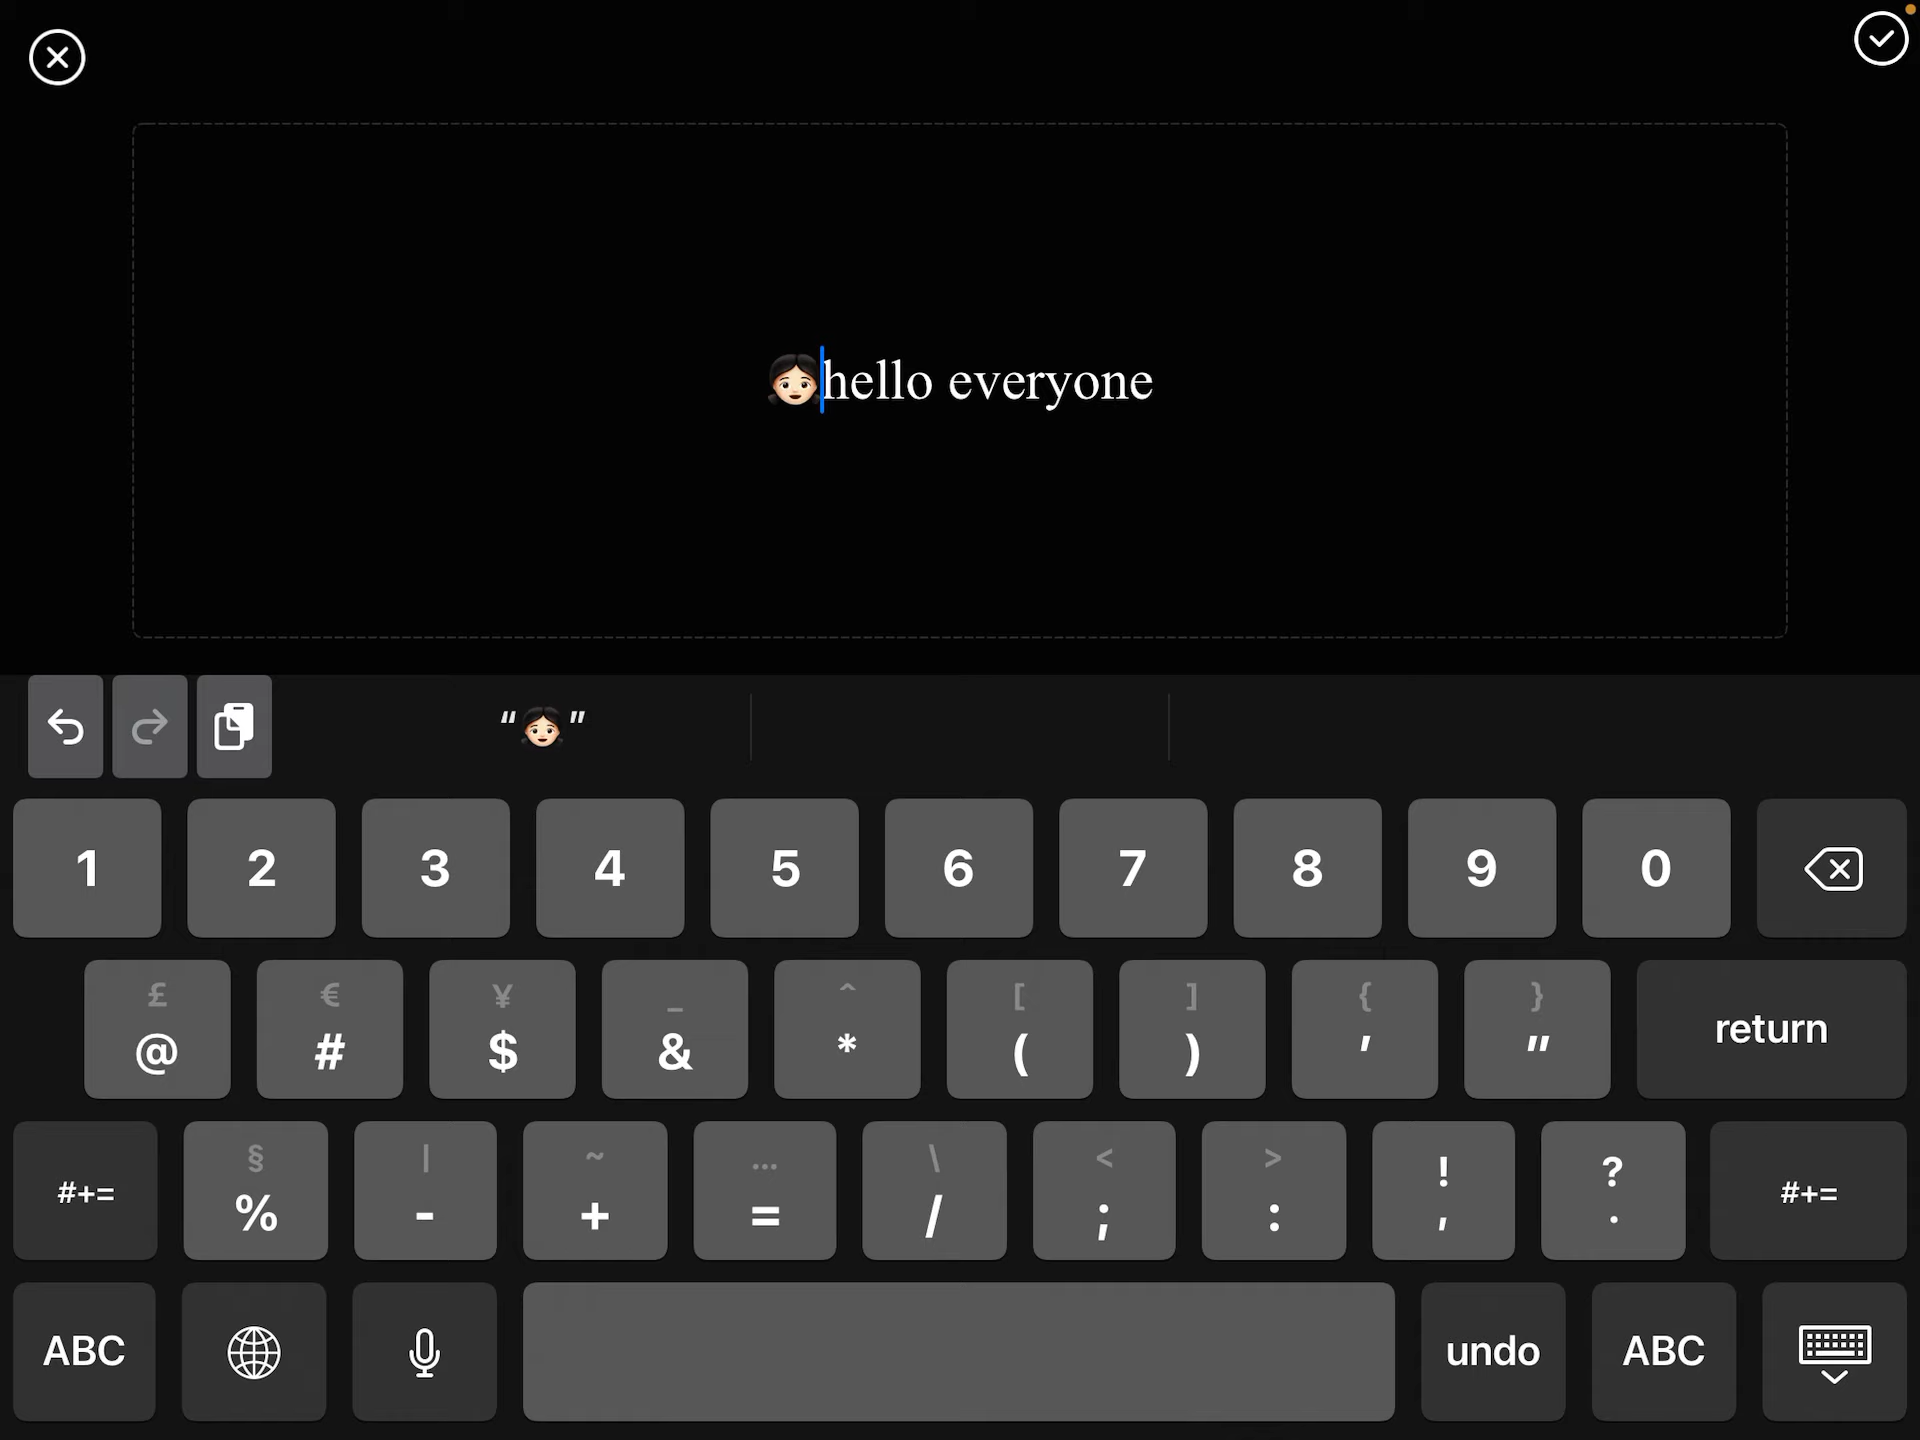 👧🏻hello everyone
“👧🏻”
1 2 3 4 5 6 7 8 9 0
£ € ¥ _ ^ [ ] { }
@ # $ & * ( ) ' " return
§ | ~ … \ < > ! ?
#+= % - + = / ; : , . #+=
ABC undo ABC